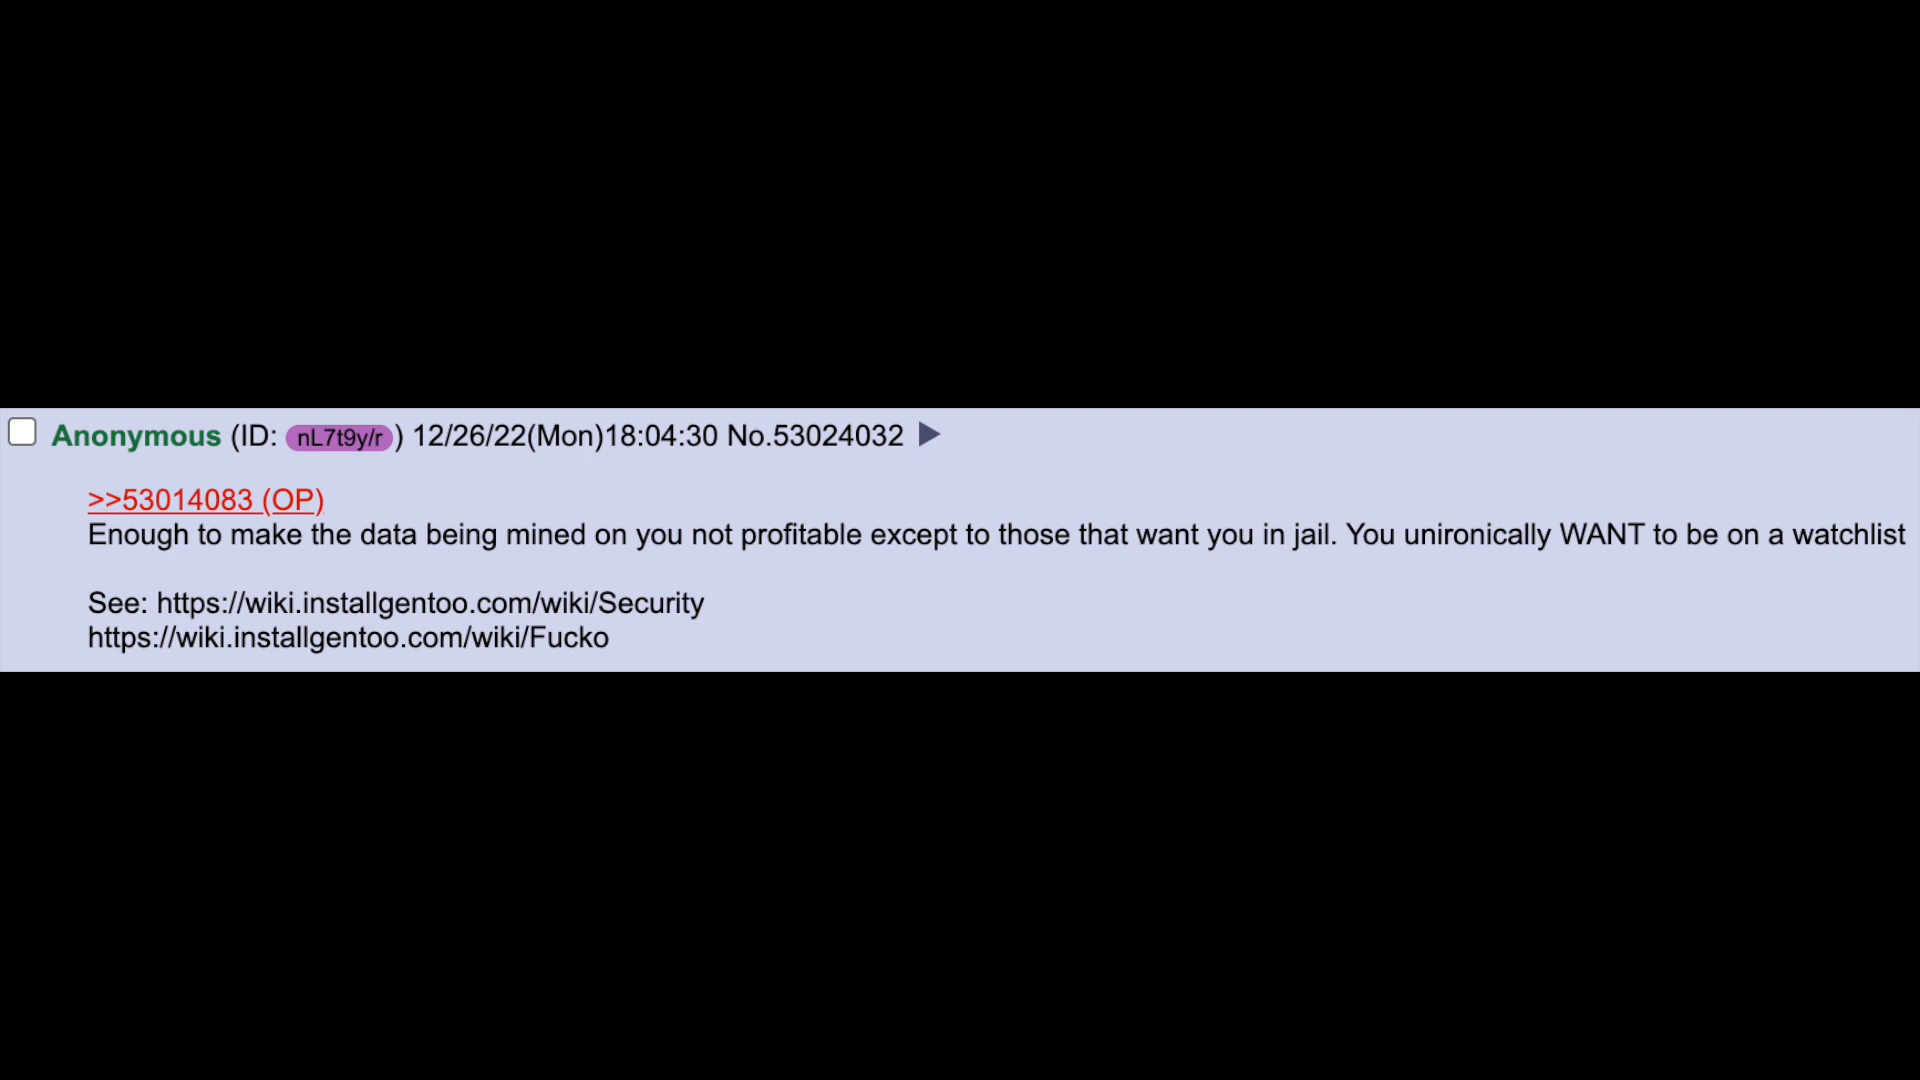 Anonymous (ID: nL7t9y/r) 12/26/22(Mon)18:04:30 No.53024032
>>53014083 (OP)
Enough to make the data being mined on you not profitable except to those that want you in jail. You unironically WANT to be on a watchlist
See: https://wiki.installgentoo.com/wiki/Security
https://wiki.installgentoo.com/wiki/Fucko